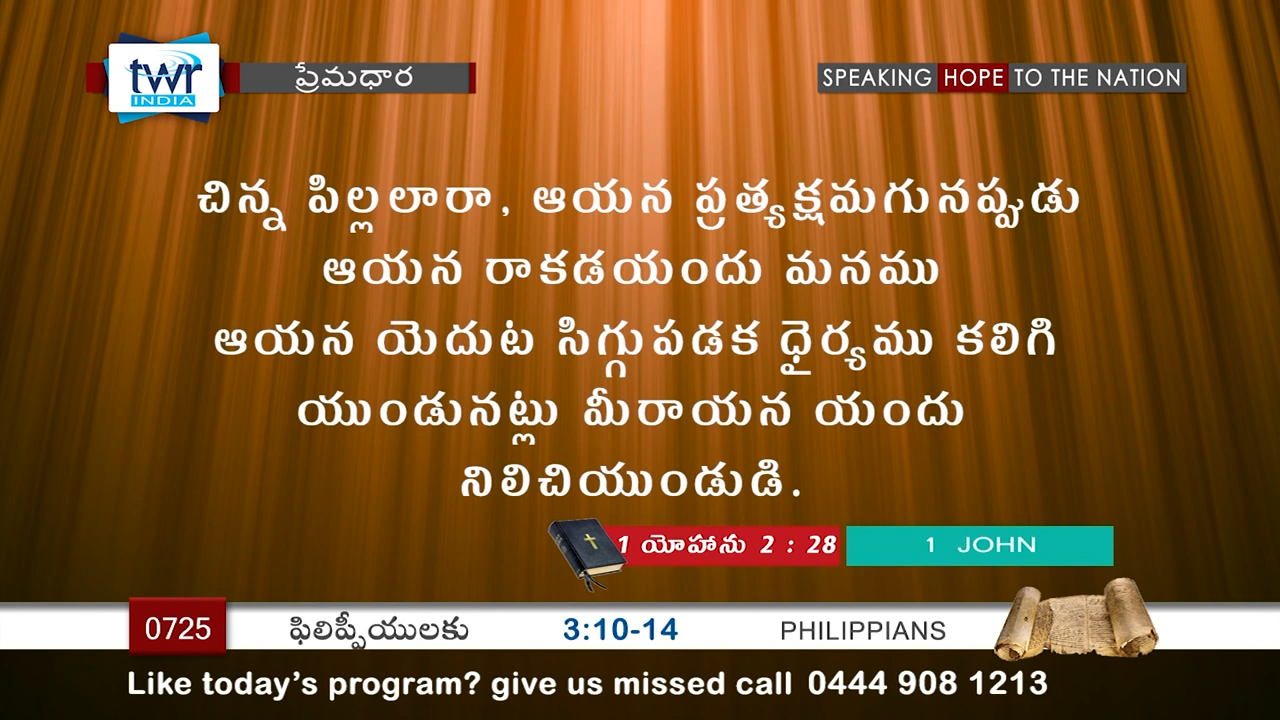 twr
INDIA
ప్రేమధార
SPEAKING HOPE TO THE NATION
చిన్న పిల్లలారా, ఆయన ప్రత్యక్షమగునప్పుడు
ఆయన రాకడయందు మనము
ఆయన యెదుట సిగ్గుపడక ధైర్యము కలిగి
యుండునట్లు మీరాయన యందు
నిలిచియుండుడి.
1 యోహాను 2 : 28
1 JOHN
0725 ఫిలిప్పీయులకు 3:10-14 PHILIPPIANS
Like today's program? give us missed call 0444 908 1213